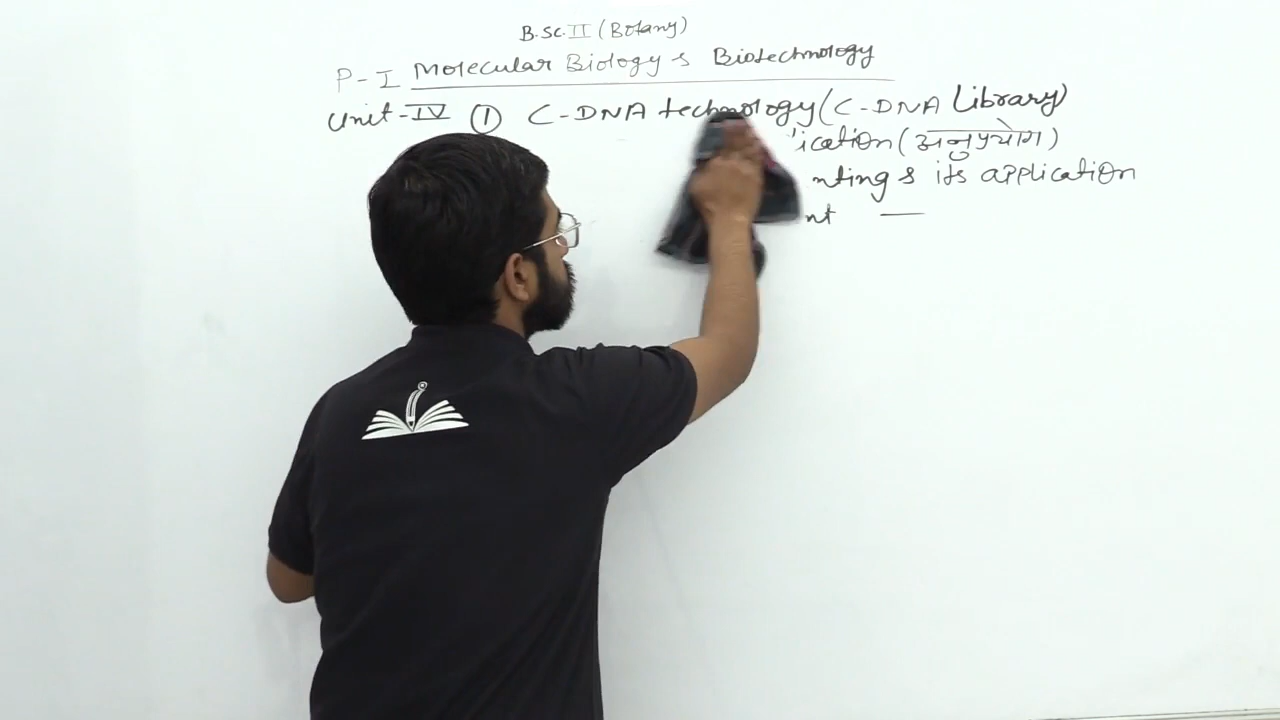 B.Sc. II (Botany)
P-I Molecular Biology & Biotechnology
Unit-IV ① C-DNA technology (C-DNA Library)
ication (अनुप्रयोग)
nting & its application
nt —